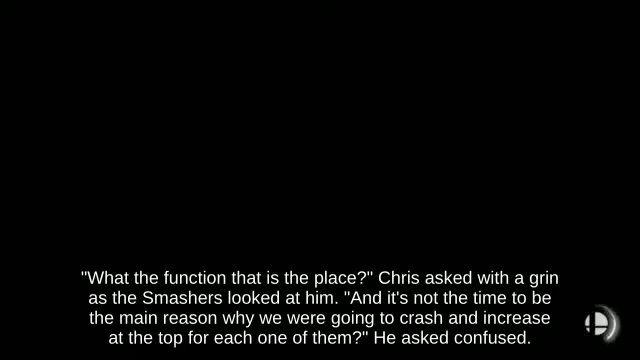 "What the function that is the place?" Chris asked with a grin
as the Smashers looked at him. "And it's not the time to be
the main reason why we were going to crash and increase
at the top for each one of them?" He asked confused.